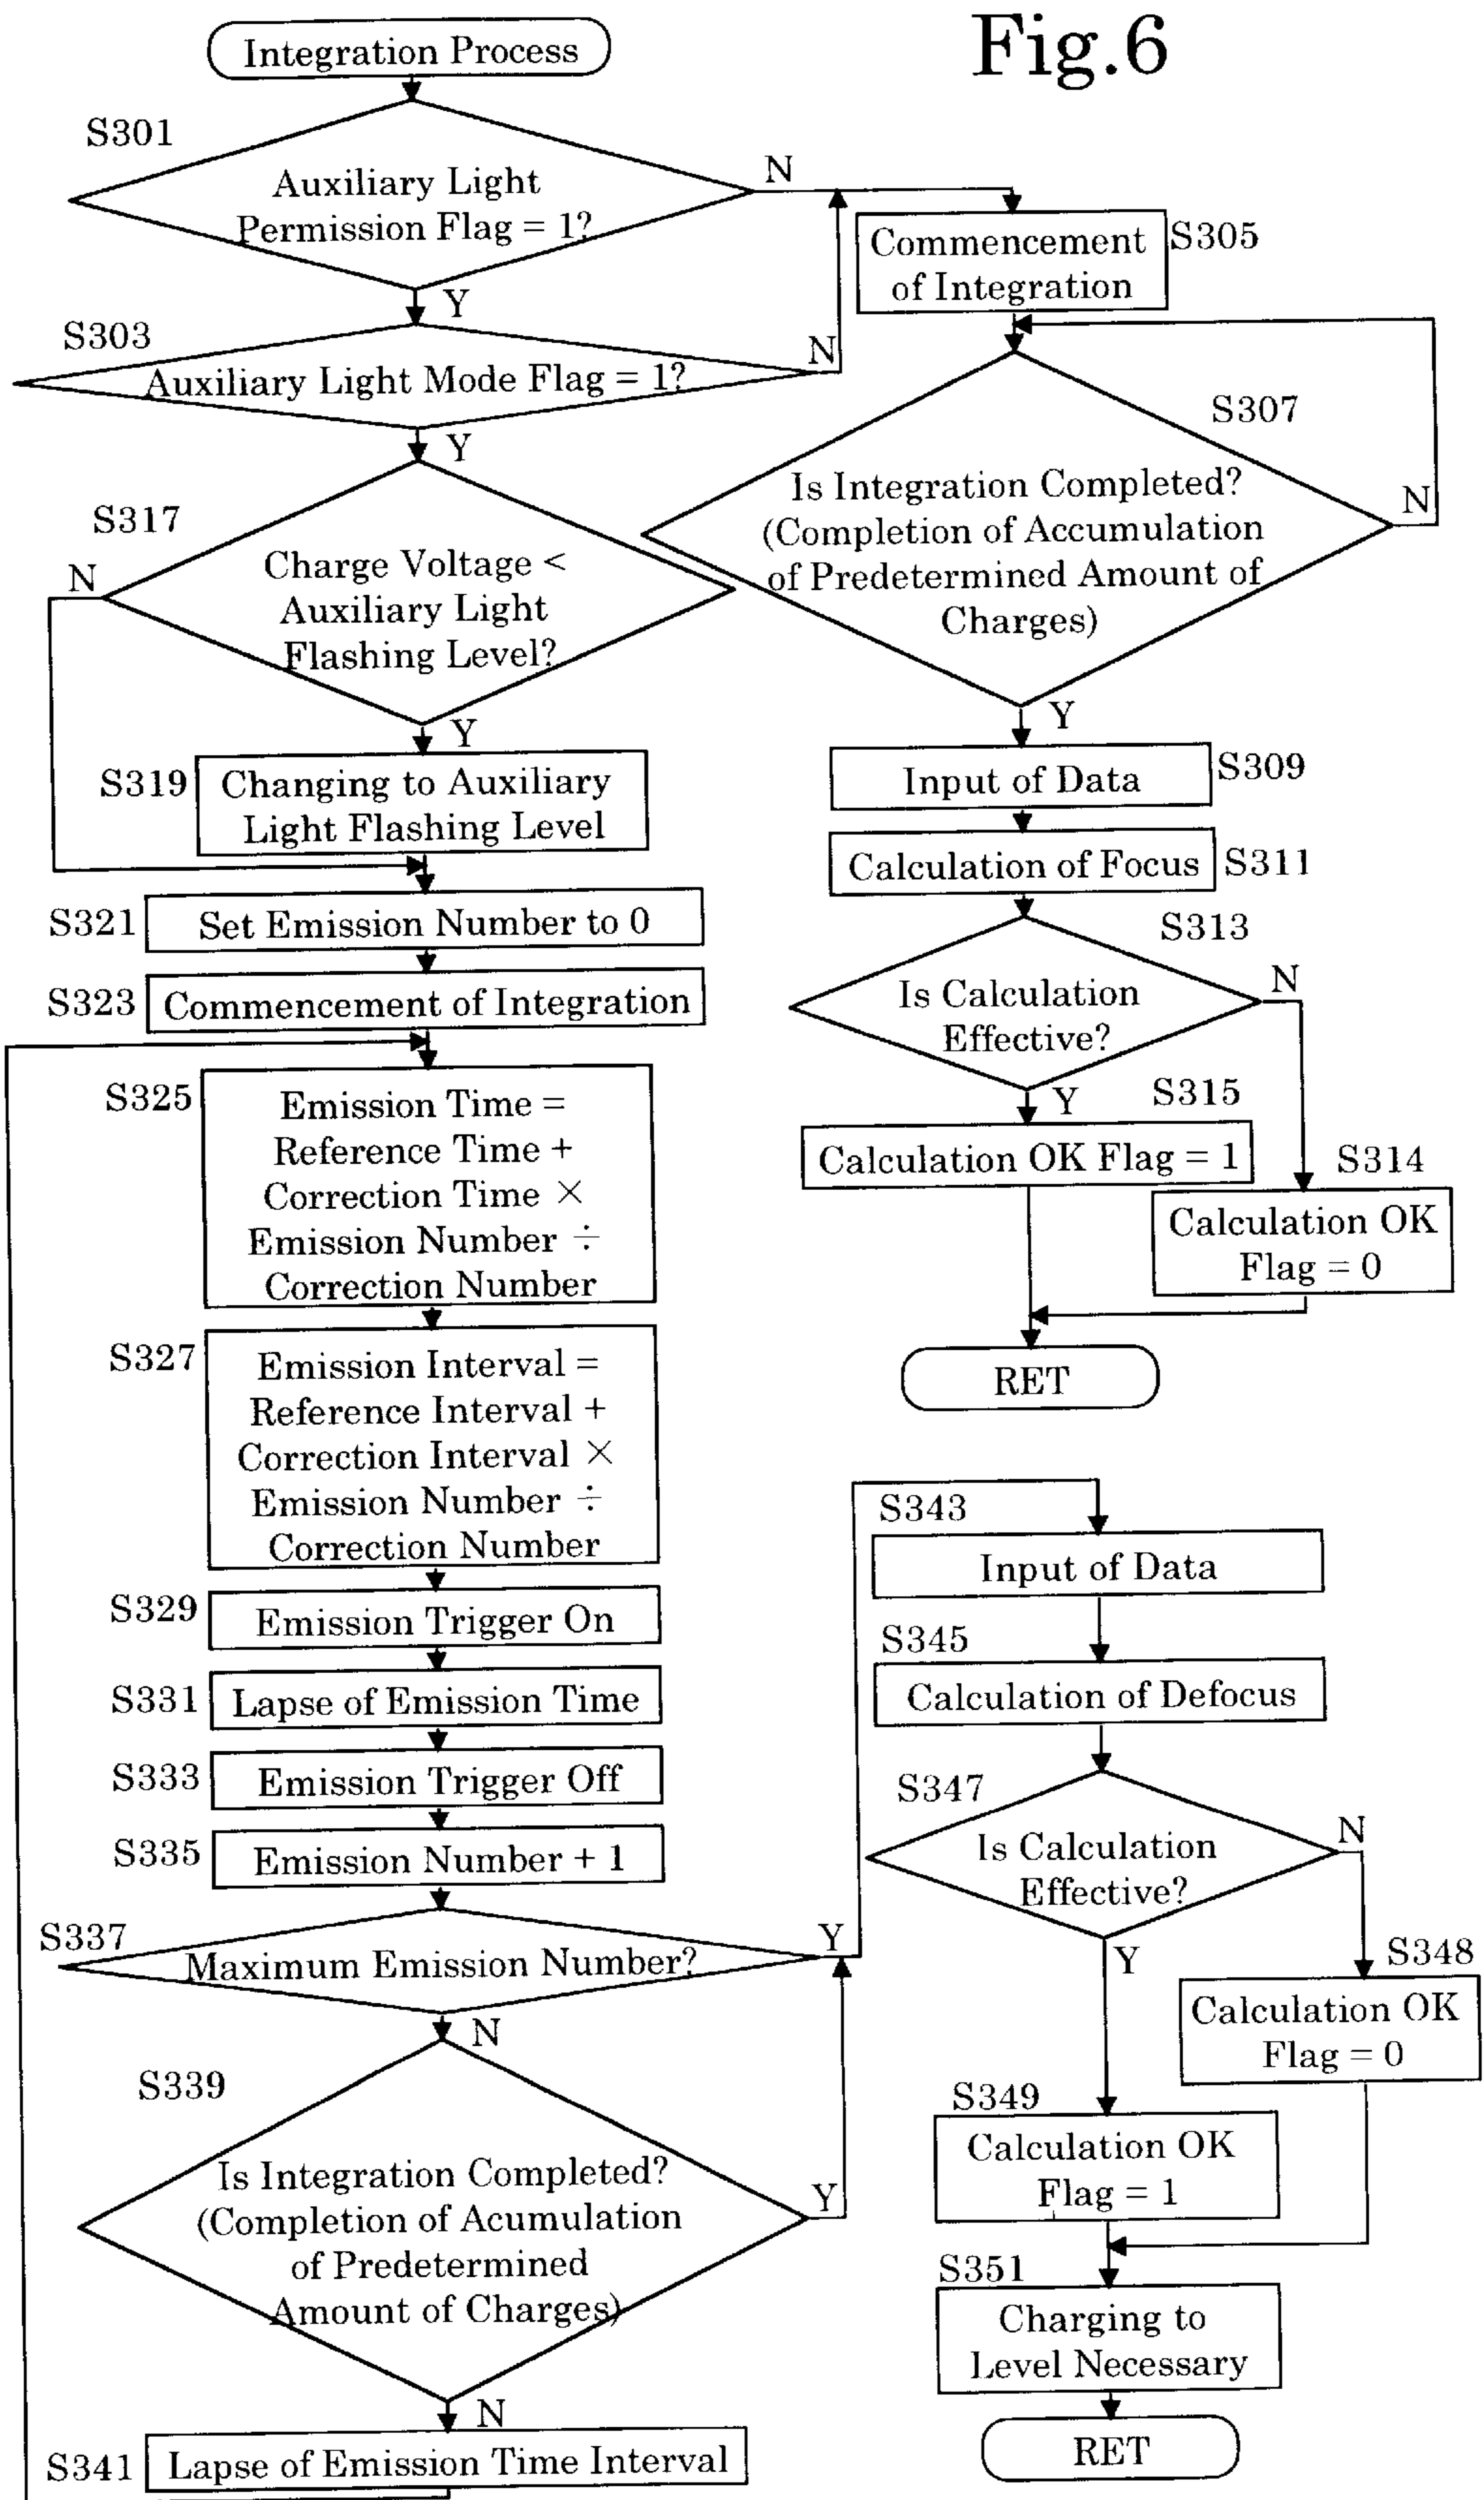 Fig.6
Integration Process
S301
Auxiliary Light
Permission Flag = 1?
N
Y
S303
Auxiliary Light Mode Flag = 1?
N
Y
S317
Charge Voltage <
Auxiliary Light
Flashing Level?
N
Y
S319
Changing to Auxiliary
Light Flashing Level
S321
Set Emission Number to 0
S323
Commencement of Integration
S325
Emission Time =
Reference Time +
Correction Time ×
Emission Number ÷
Correction Number
S327
Emission Interval =
Reference Interval +
Correction Interval ×
Emission Number ÷
Correction Number
S329
Emission Trigger On
S331
Lapse of Emission Time
S333
Emission Trigger Off
S335
Emission Number + 1
S337
Maximum Emission Number?
Y
N
S339
Is Integration Completed?
(Completion of Acumulation
of Predetermined
Amount of Charges)
Y
N
S341
Lapse of Emission Time Interval
Commencement
of Integration
S305
S307
Is Integration Completed?
(Completion of Accumulation
of Predetermined Amount of
Charges)
N
Y
Input of Data
S309
Calculation of Focus
S311
S313
Is Calculation
Effective?
N
Y
S315
Calculation OK Flag = 1
S314
Calculation OK
Flag = 0
RET
S343
Input of Data
S345
Calculation of Defocus
S347
Is Calculation
Effective?
N
Y
S348
Calculation OK
Flag = 0
S349
Calculation OK
Flag = 1
S351
Charging to
Level Necessary
RET